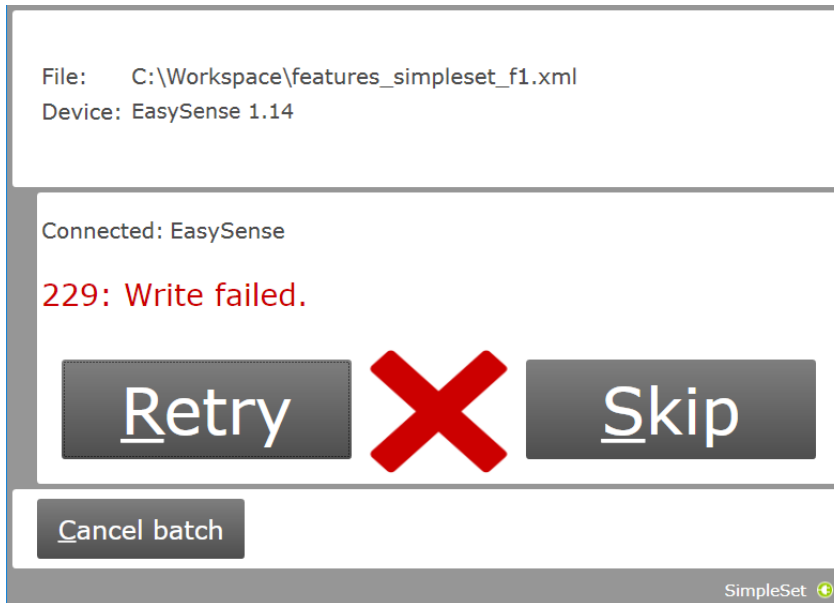 File: C:\Workspace\features_simpleset_f1.xml
Device: EasySense 1.14
Connected: EasySense
229: Write failed.
Retry Skip
Cancel batch
SimpleSet